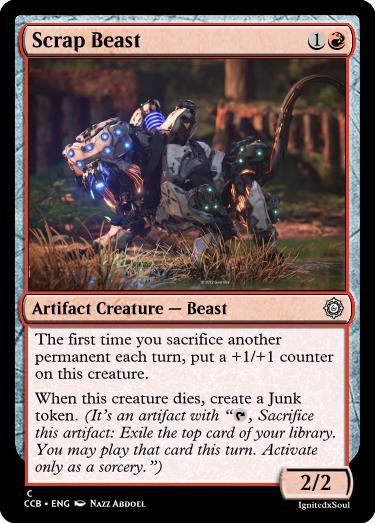 Scrap Beast 1
Artifact Creature — Beast
The first time you sacrifice another
permanent each turn, put a +1/+1 counter
on this creature.
When this creature dies, create a Junk
token. (It's an artifact with “, Sacrifice
this artifact: Exile the top card of your library.
You may play that card this turn. Activate
only as a sorcery.”)
2/2
C
CCB • ENG Nazz Abdoel
IgnitedxSoul